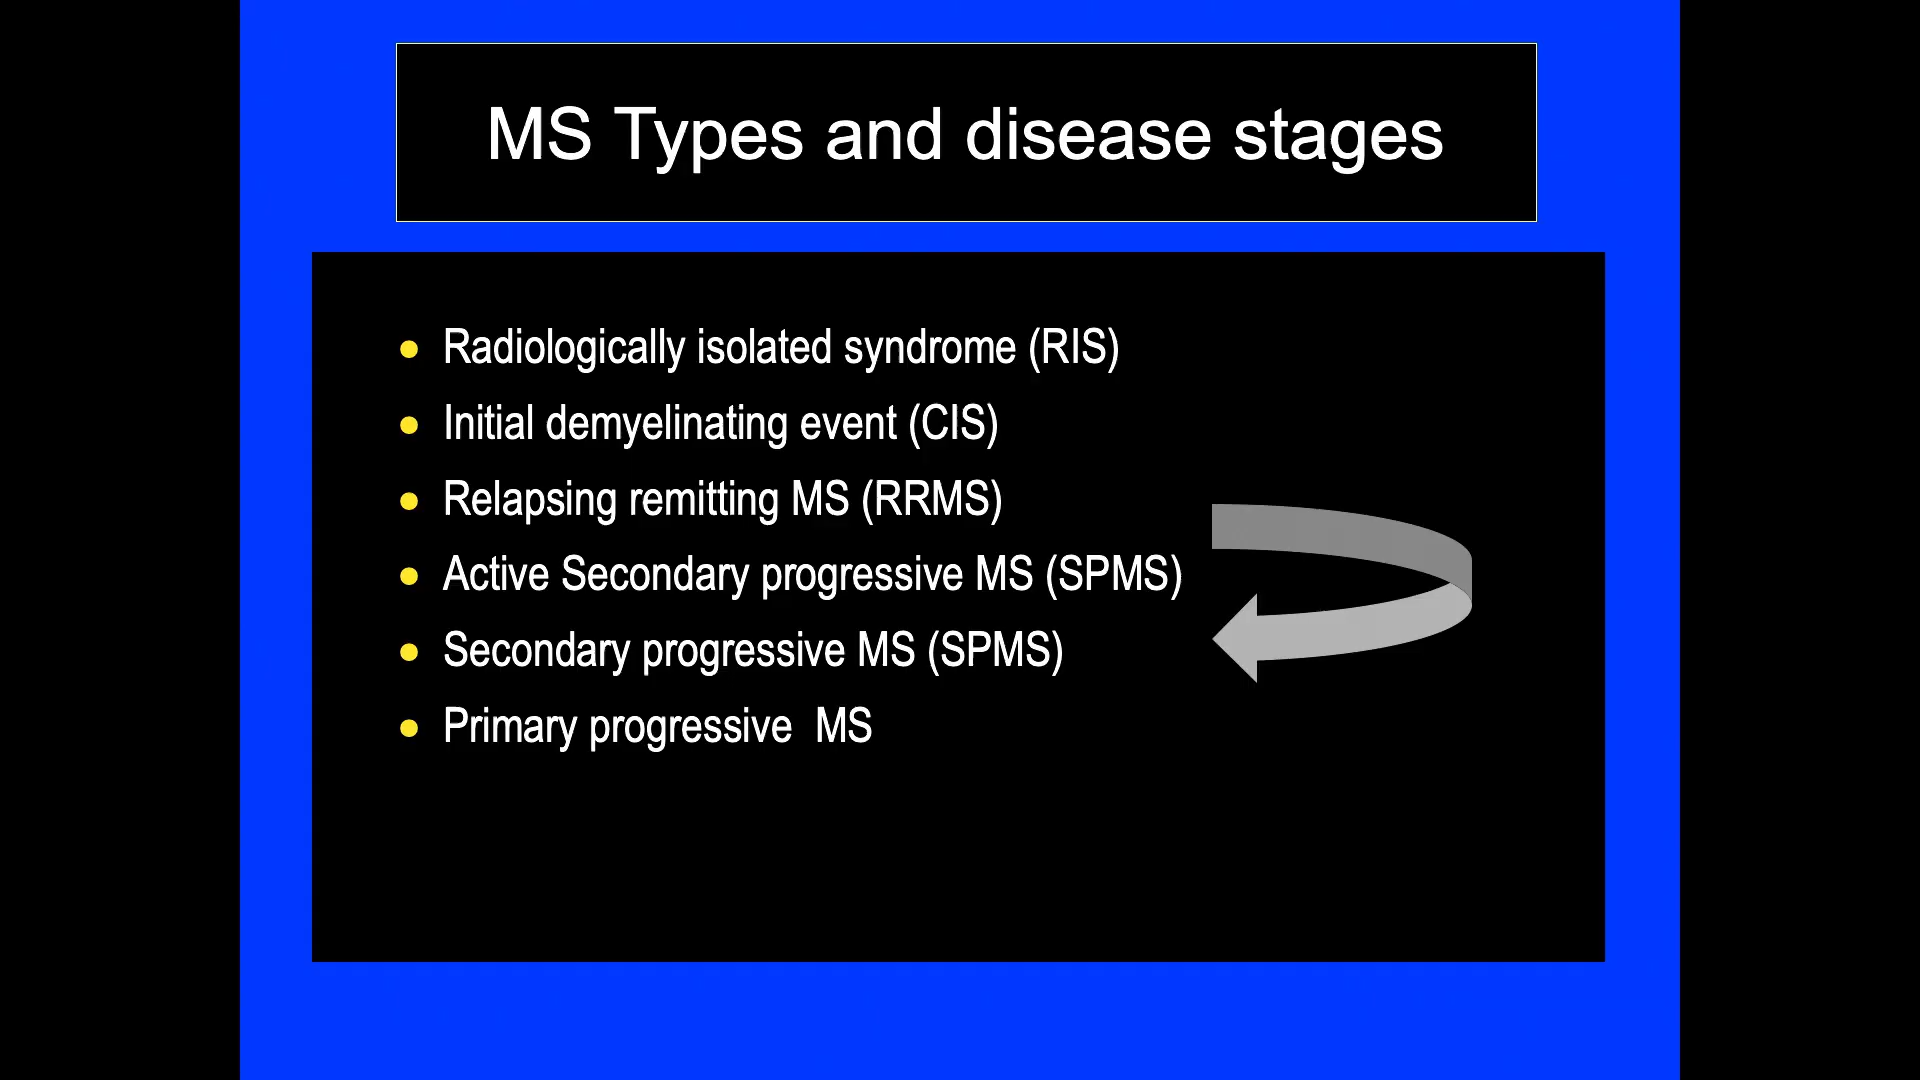 MS Types and disease stages
Radiologically isolated syndrome (RIS)
Initial demyelinating event (CIS)
Relapsing remitting MS (RRMS)
Active Secondary progressive MS (SPMS)
Secondary progressive MS (SPMS)
Primary progressive  MS